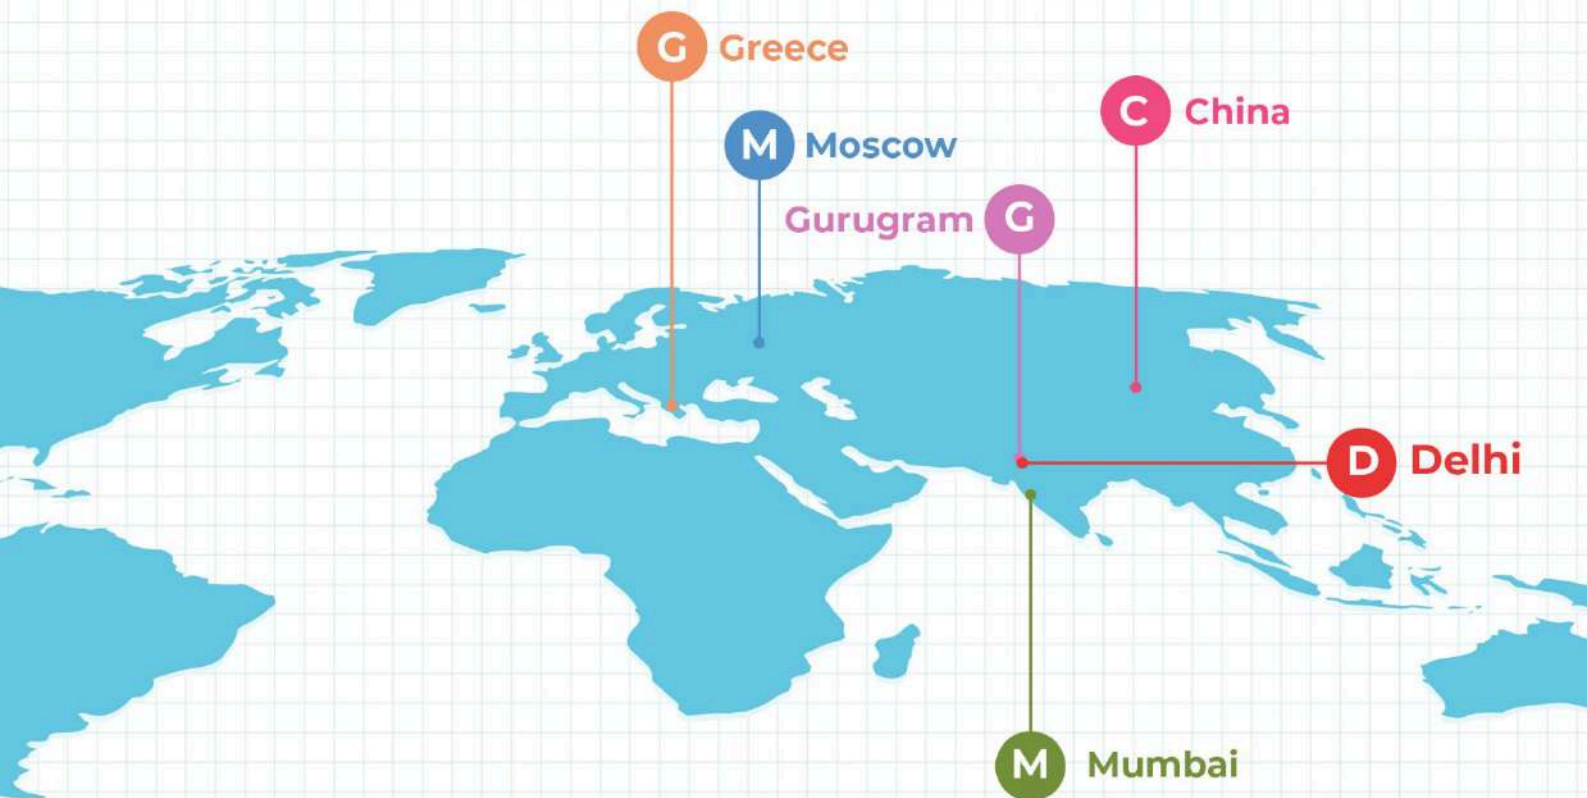 G Greece
C China
M Moscow
Gurugram G
D Delhi
M Mumbai